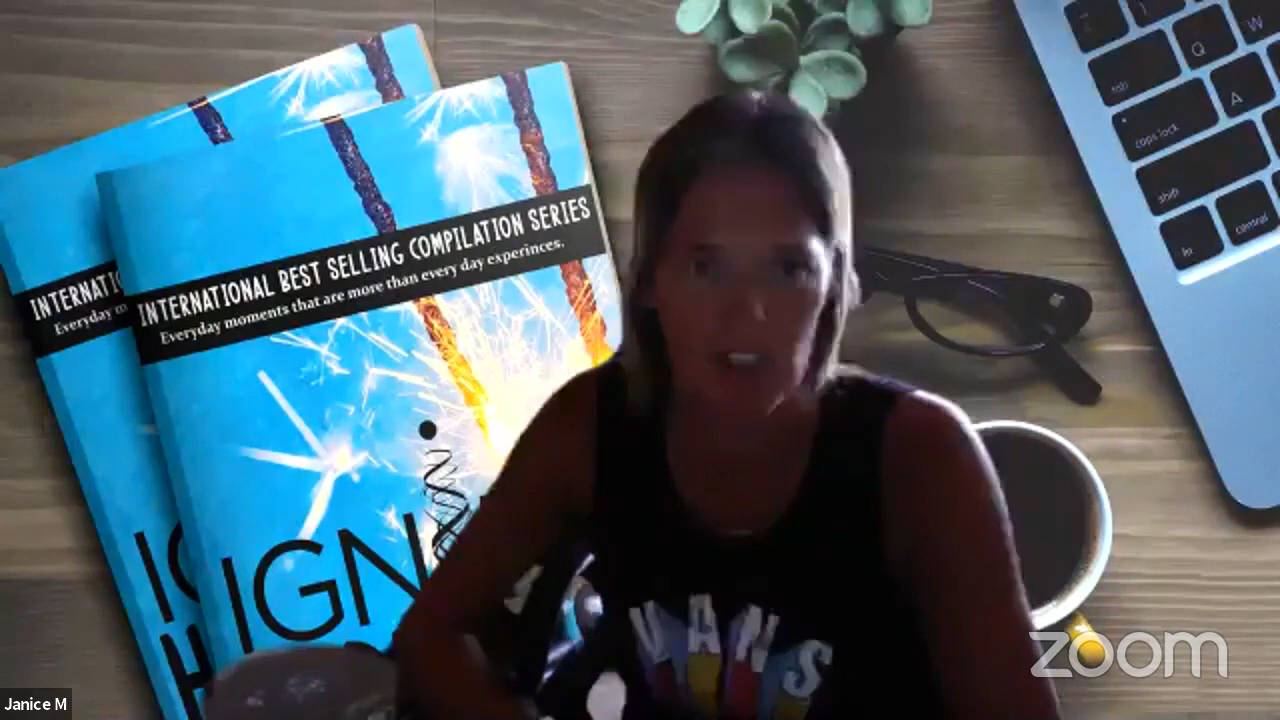 INTERNATIONAL BEST SELLING COMPILATION SERIES
Everyday moments that are more than every day experinces.
INTERNATIO
Everyday m
IGN
IG
H
VANS
Q
W
A
tab
caps lock
shift
fn
control
zoom
Janice M